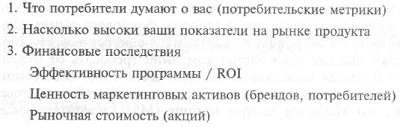 1. Что потребители думают о вас (потребительские метрики)
2. Насколько высоки ваши показатели на рынке продукта
3. Финансовые последствия
Эффективность программы / ROI
Ценность маркетинговых активов (брендов, потребителей)
Рыночная стоимость (акций)